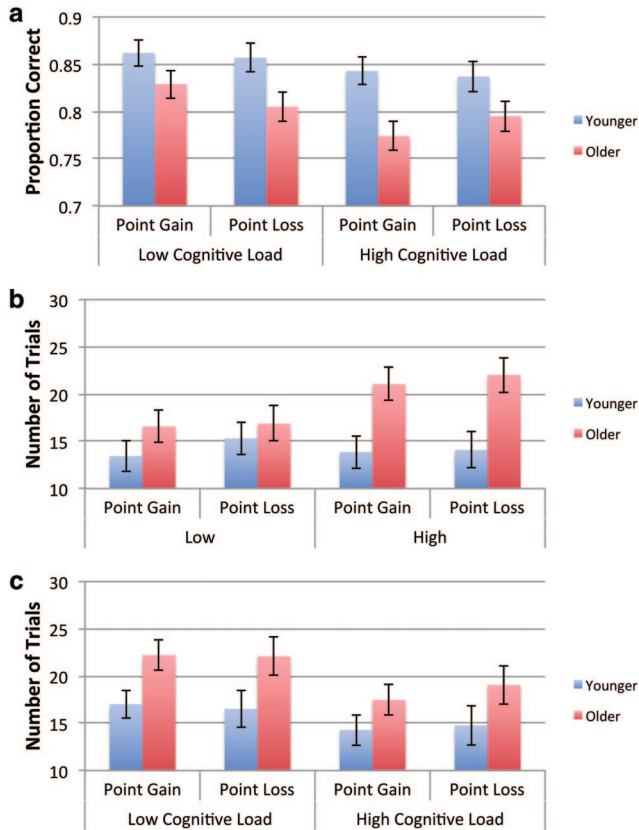 a
Proportion Correct
0.9
0.85
0.8
0.75
0.7
Point Gain Point Loss Point Gain Point Loss
Low Cognitive Load High Cognitive Load
Younger
Older
b
Number of Trials
30
25
20
15
10
Point Gain Point Loss Point Gain Point Loss
Low High
Younger
Older
c
Number of Trials
30
25
20
15
10
Point Gain Point Loss Point Gain Point Loss
Low Cognitive Load High Cognitive Load
Younger
Older